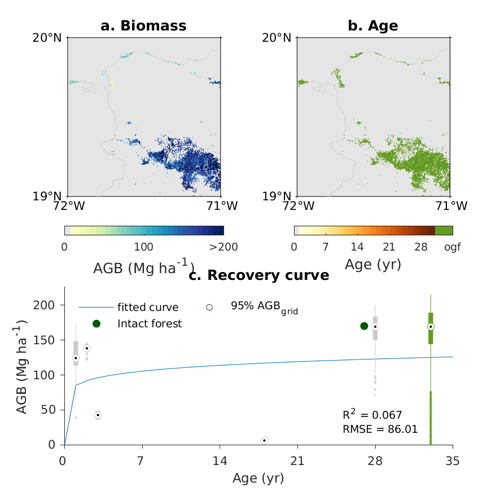 a. Biomass
b. Age
20°N
20°N
19°N
19°N
72°W
71°W
72°W
71°W
0
100
>200
0
7
14
21
28
ogf
AGB (Mg ha⁻¹)
Age (yr)
c. Recovery curve
fitted curve
95% AGB_grid
Intact forest
200
150
100
50
0
AGB (Mg ha⁻¹)
R² = 0.067
RMSE = 86.01
0
7
14
21
28
35
Age (yr)